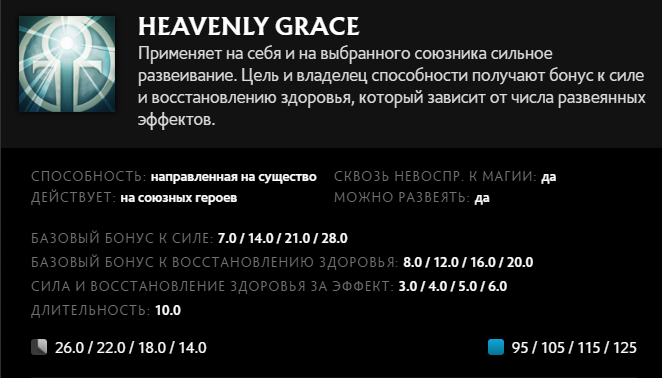 HEAVENLY GRACE
Применяет на себя и на выбранного союзника сильное
развеивание. Цель и владелец способности получают бонус к силе
и восстановлению здоровья, который зависит от числа развеянных
эффектов.
СПОСОБНОСТЬ: направленная на существо СКВОЗЬ НЕВОСПР. К МАГИИ: да
ДЕЙСТВУЕТ: на союзных героев МОЖНО РАЗВЕЯТЬ: да
БАЗОВЫЙ БОНУС К СИЛЕ: 7.0 / 14.0 / 21.0 / 28.0
БАЗОВЫЙ БОНУС К ВОССТАНОВЛЕНИЮ ЗДОРОВЬЯ: 8.0 / 12.0 / 16.0 / 20.0
СИЛА И ВОССТАНОВЛЕНИЕ ЗДОРОВЬЯ ЗА ЭФФЕКТ: 3.0 / 4.0 / 5.0 / 6.0
ДЛИТЕЛЬНОСТЬ: 10.0
26.0 / 22.0 / 18.0 / 14.0 95 / 105 / 115 / 125